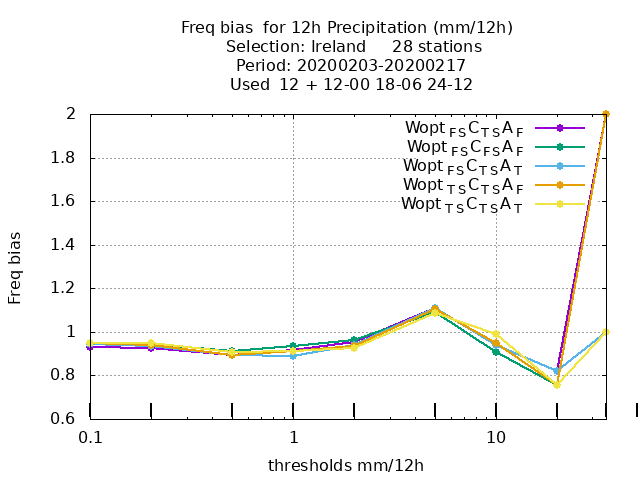 Freq bias  for 12h Precipitation (mm/12h)
Selection: Ireland     28 stations
Period: 20200203-20200217
Used  12 + 12-00 18-06 24-12
Wopt FS C TS A F
Wopt FS C FS A F
Wopt FS C TS A T
Wopt TS C TS A F
Wopt TS C TS A T
2
1.8
1.6
1.4
1.2
1
0.8
0.6
Freq bias
0.1 1 10
thresholds mm/12h